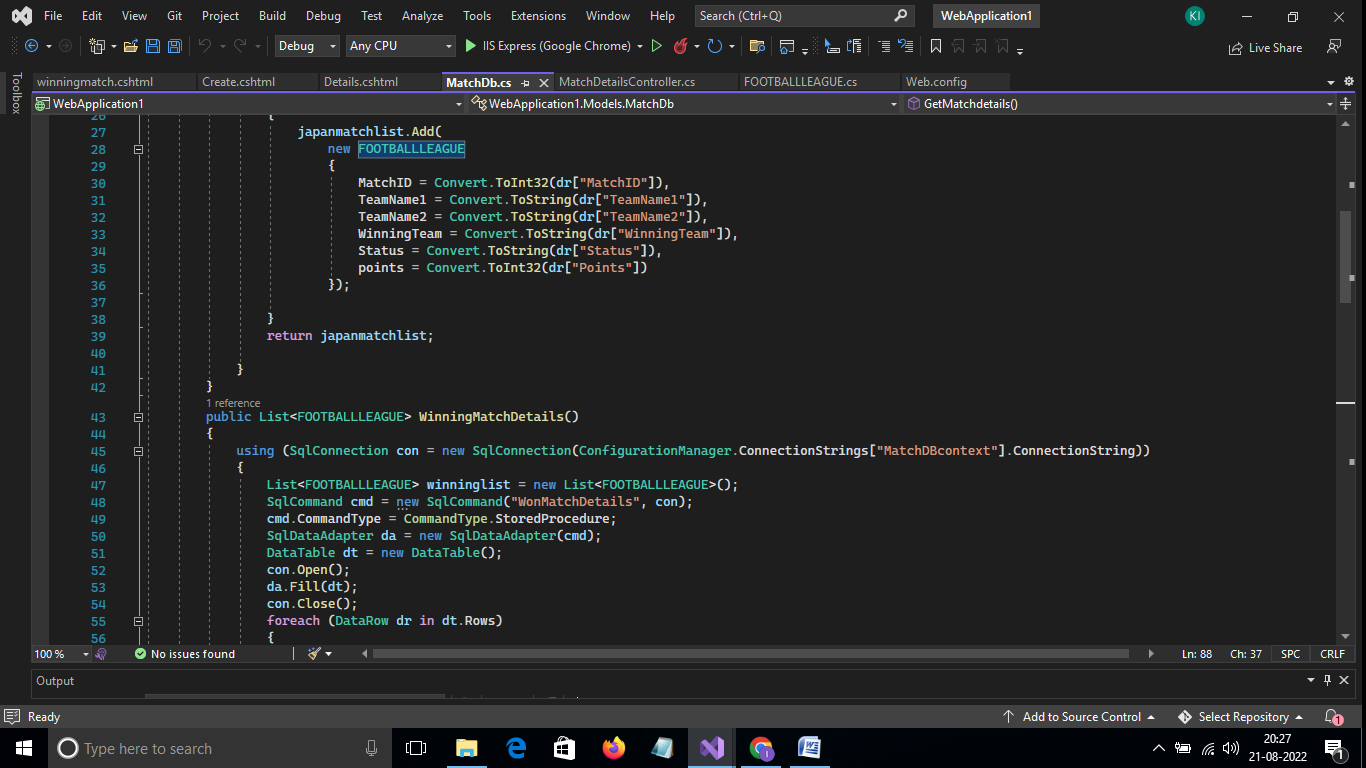 File Edit View Git Project Build Debug Test Analyze Tools Extensions Window Help Search (Ctrl+Q) WebApplication1 KI
Debug Any CPU IIS Express (Google Chrome) Live Share
Toolbox
winningmatch.cshtml Create.cshtml Details.cshtml MatchDb.cs MatchDetailsController.cs FOOTBALLLEAGUE.cs Web.config
WebApplication1 WebApplication1.Models.MatchDb GetMatchdetails()
26 {
27 japanmatchlist.Add(
28 new FOOTBALLLEAGUE
29 {
30 MatchID = Convert.ToInt32(dr["MatchID"]),
31 TeamName1 = Convert.ToString(dr["TeamName1"]),
32 TeamName2 = Convert.ToString(dr["TeamName2"]),
33 WinningTeam = Convert.ToString(dr["WinningTeam"]),
34 Status = Convert.ToString(dr["Status"]),
35 points = Convert.ToInt32(dr["Points"])
36 });
37
38 }
39 return japanmatchlist;
40
41 }
42 }
1 reference
43 public List<FOOTBALLLEAGUE> WinningMatchDetails()
44 {
45 using (SqlConnection con = new SqlConnection(ConfigurationManager.ConnectionStrings["MatchDBcontext"].ConnectionString))
46 {
47 List<FOOTBALLLEAGUE> winninglist = new List<FOOTBALLLEAGUE>();
48 SqlCommand cmd = new SqlCommand("WonMatchDetails", con);
49 cmd.CommandType = CommandType.StoredProcedure;
50 SqlDataAdapter da = new SqlDataAdapter(cmd);
51 DataTable dt = new DataTable();
52 con.Open();
53 da.Fill(dt);
54 con.Close();
55 foreach (DataRow dr in dt.Rows)
56 {
100 % No issues found Ln: 88 Ch: 37 SPC CRLF
Output
Ready Add to Source Control Select Repository 1
Type here to search 20:27
21-08-2022 1